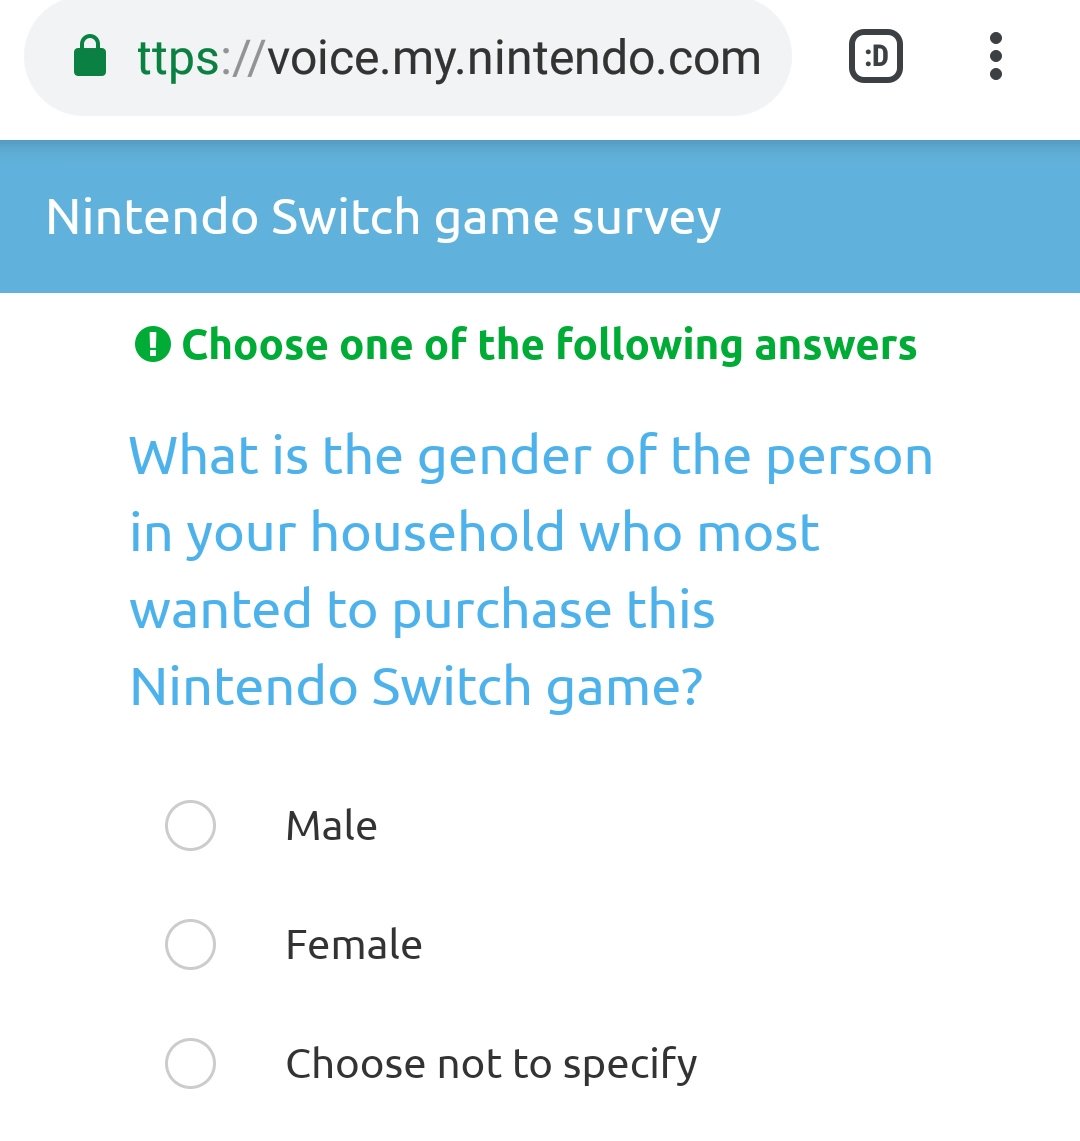 ttps://voice.my.nintendo.com :D
Nintendo Switch game survey
! Choose one of the following answers
What is the gender of the person
in your household who most
wanted to purchase this
Nintendo Switch game?
Male
Female
Choose not to specify